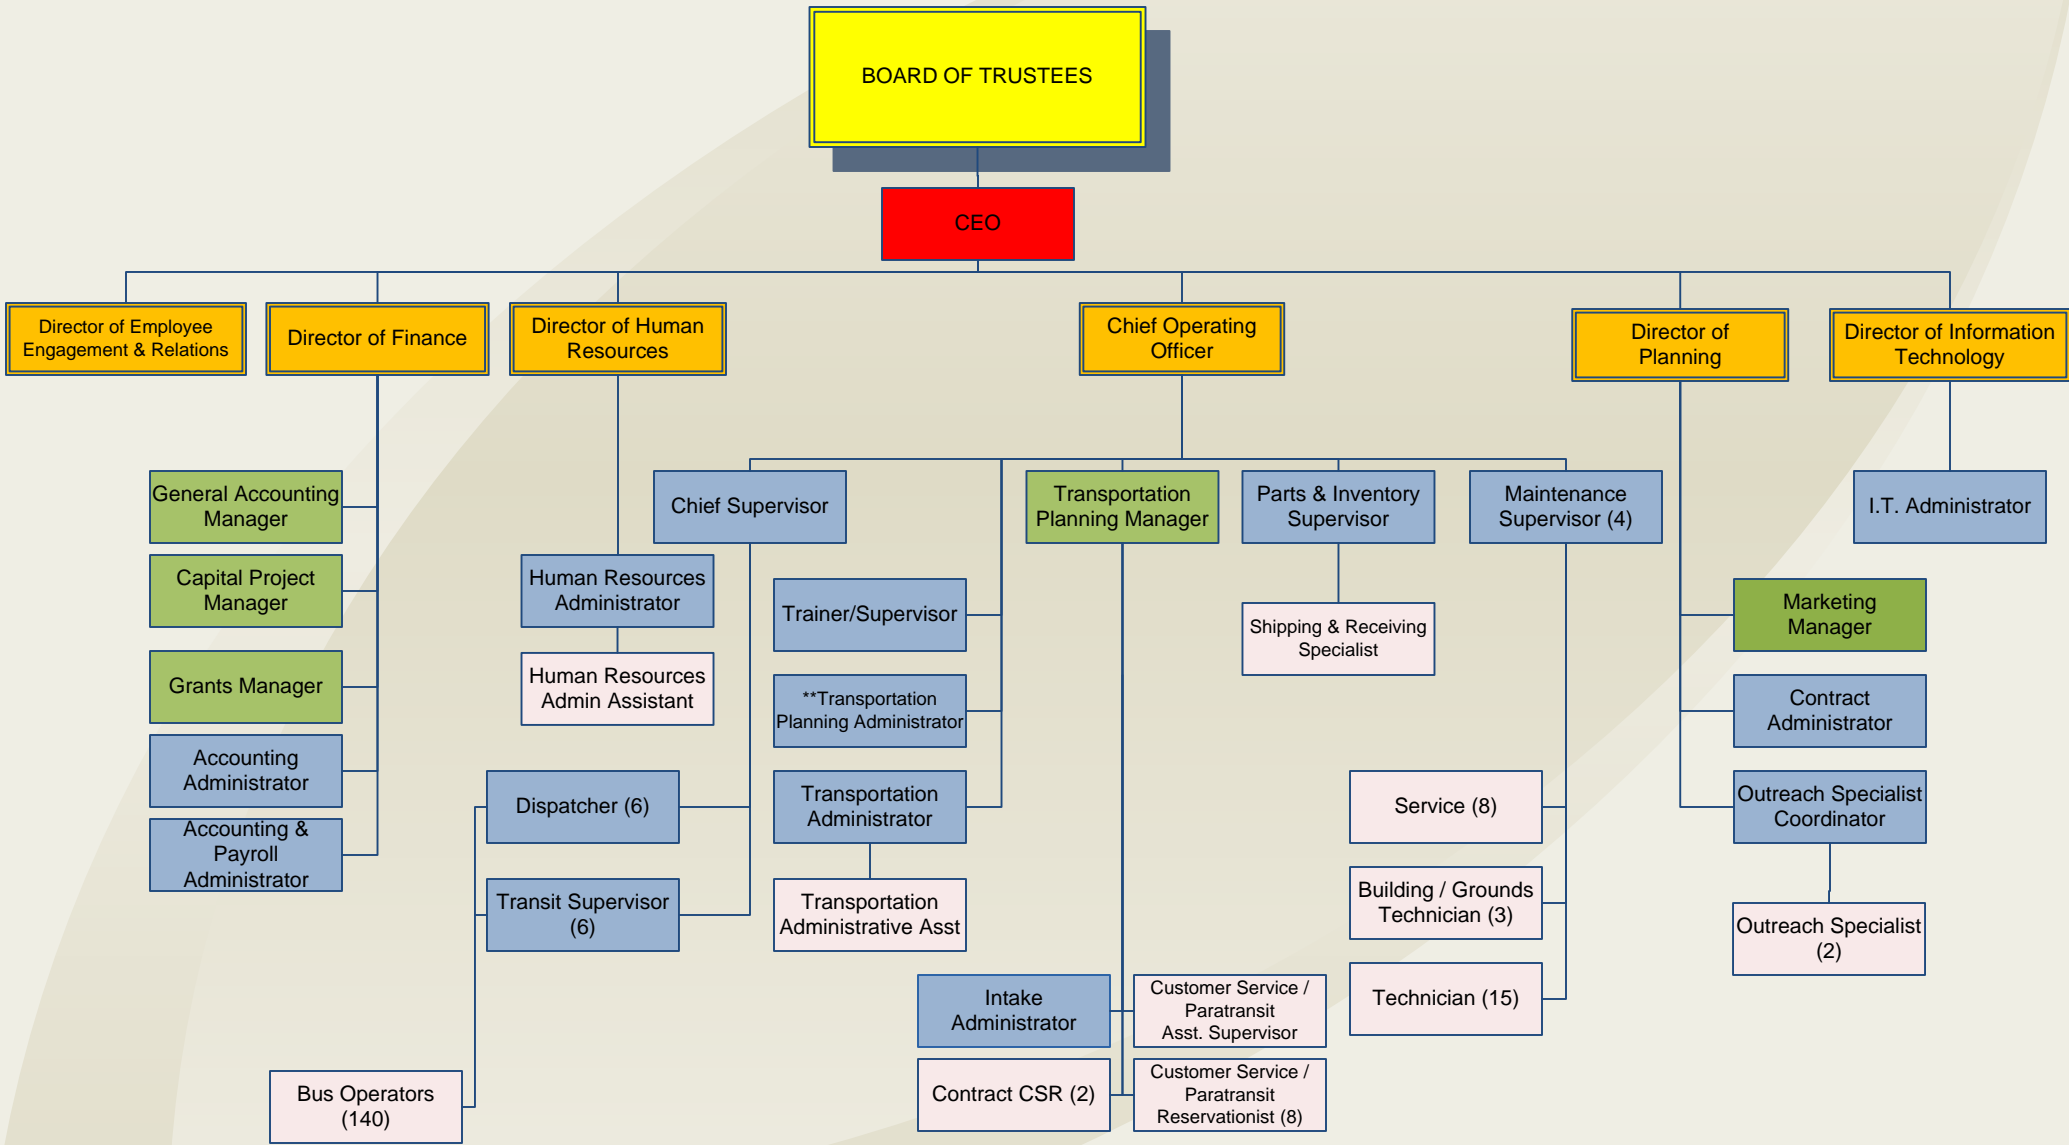 BOARD OF TRUSTEES
CEO
Director of Employee
Engagement & Relations
Director of Finance
Director of Human
Resources
Chief Operating
Officer
Director of
Planning
Director of Information
Technology
General Accounting
Manager
Capital Project
Manager
Grants Manager
Accounting
Administrator
Accounting &
Payroll
Administrator
Human Resources
Administrator
Human Resources
Admin Assistant
Chief Supervisor
Dispatcher (6)
Transit Supervisor
(6)
Bus Operators
(140)
Trainer/Supervisor
**Transportation
Planning Administrator
Transportation
Administrator
Transportation
Administrative Asst
Transportation
Planning Manager
Intake
Administrator
Customer Service /
Paratransit
Asst. Supervisor
Contract CSR (2)
Customer Service /
Paratransit
Reservationist (8)
Parts & Inventory
Supervisor
Shipping & Receiving
Specialist
Maintenance
Supervisor (4)
Service (8)
Building / Grounds
Technician (3)
Technician (15)
Marketing
Manager
Contract
Administrator
Outreach Specialist
Coordinator
Outreach Specialist
(2)
I.T. Administrator